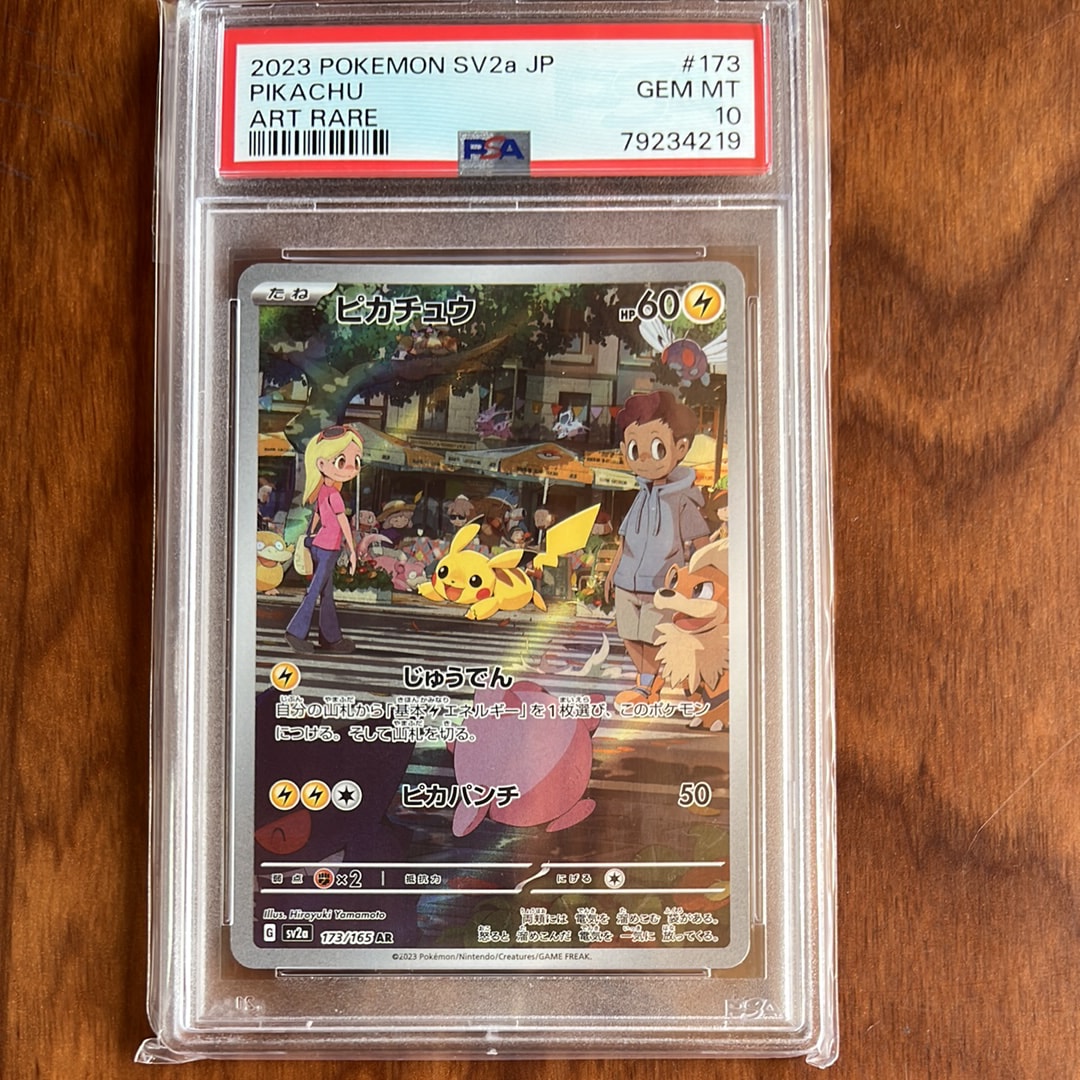 2023 POKEMON SV2a JP #173
PIKACHU GEM MT
ART RARE 10
79234219
PSA
たね ピカチュウ HP60
じゅうでん
自分の山札から「基本エネルギー」を1枚選び、このポケモン
につける。そして山札を切る。
ピカパンチ 50
弱点 ×2 抵抗力 にげる
Illus. Hiroyuki Yamamoto
両頬には 電気を 溜めこむ 袋がある。
怒ると 溜めこんだ 電気を 一気に 放ってくる。
G sv2a 173/165 AR
©2023 Pokémon/Nintendo/Creatures/GAME FREAK.
PSA